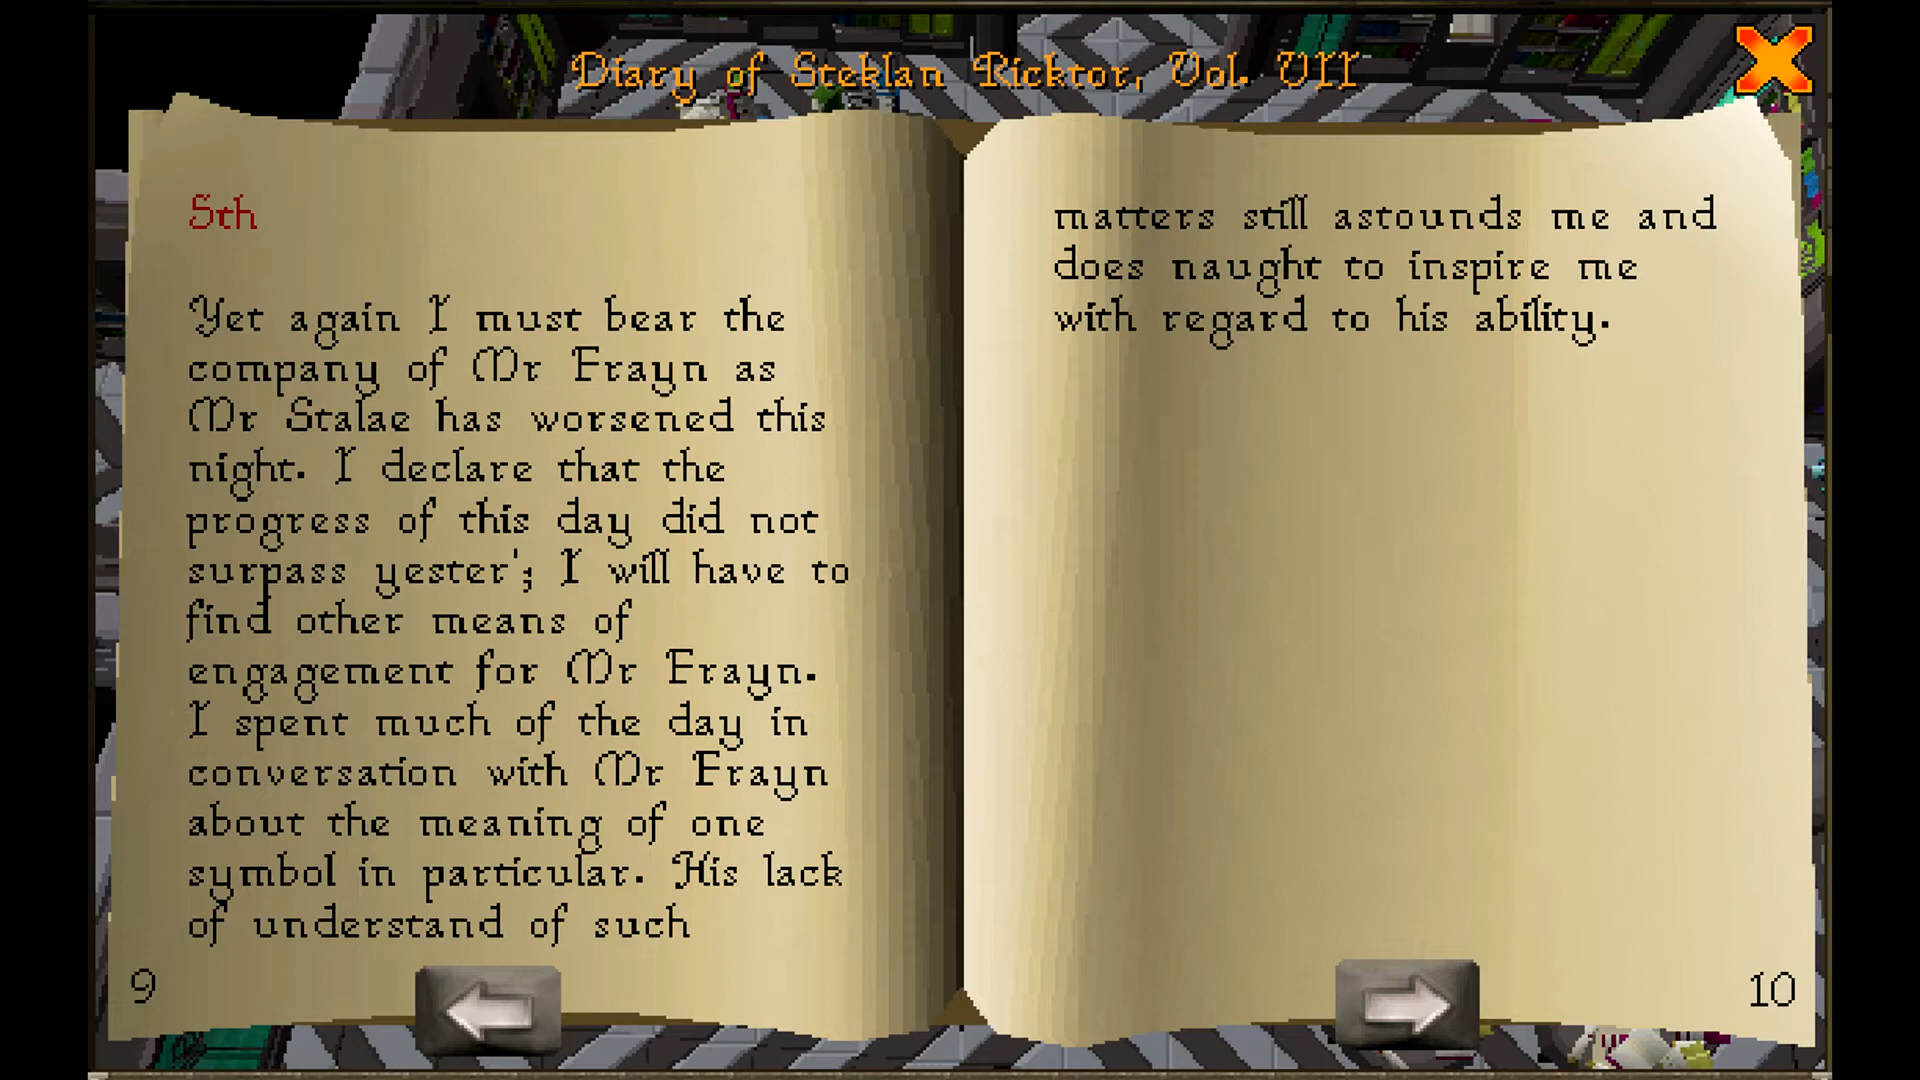 Diary of Steklan Ricktor, Vol. VII
5th
Yet again I must bear the
company of Mr Frayn as
Mr Stalae has worsened this
night. I declare that the
progress of this day did not
surpass yester'; I will have to
find other means of
engagement for Mr Frayn.
I spent much of the day in
conversation with Mr Frayn
about the meaning of one
symbol in particular. His lack
of understand of such
9
matters still astounds me and
does naught to inspire me
with regard to his ability.
10